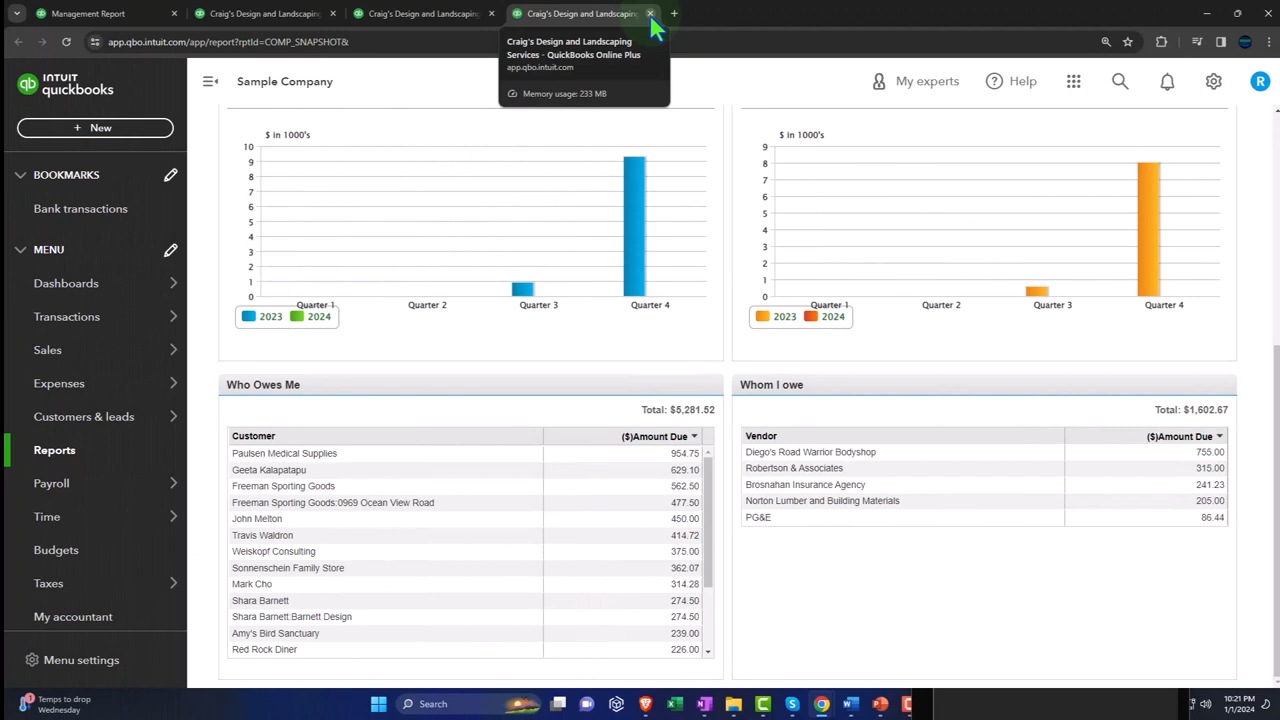 Management Report
Craig's Design and Landscaping
Craig's Design and Landscaping
Craig's Design and Landscaping
app.qbo.intuit.com/app/report?rptId=COMP_SNAPSHOT&
Craig's Design and Landscaping
Services - QuickBooks Online Plus
app.qbo.intuit.com
Memory usage: 233 MB
INTUIT
quickbooks
Sample Company
My experts
Help
R
+ New
BOOKMARKS
Bank transactions
MENU
Dashboards
Transactions
Sales
Expenses
Customers & leads
Reports
Payroll
Time
Budgets
Taxes
My accountant
Menu settings
$ in 1000's
10
9
8
7
6
5
4
3
2
1
0
Quarter 1
Quarter 2
Quarter 3
Quarter 4
2023
2024
$ in 1000's
9
8
7
6
5
4
3
2
1
0
Quarter 1
Quarter 2
Quarter 3
Quarter 4
2023
2024
Who Owes Me
Total: $5,281.52
Customer ($)Amount Due
Paulsen Medical Supplies 954.75
Geeta Kalapatapu 629.10
Freeman Sporting Goods 562.50
Freeman Sporting Goods:0969 Ocean View Road 477.50
John Melton 450.00
Travis Waldron 414.72
Weiskopf Consulting 375.00
Sonnenschein Family Store 362.07
Mark Cho 314.28
Shara Barnett 274.50
Shara Barnett:Barnett Design 274.50
Amy's Bird Sanctuary 239.00
Red Rock Diner 226.00
Whom I owe
Total: $1,602.67
Vendor ($)Amount Due
Diego's Road Warrior Bodyshop 755.00
Robertson & Associates 315.00
Brosnahan Insurance Agency 241.23
Norton Lumber and Building Materials 205.00
PG&E 86.44
1
Temps to drop
Wednesday
Search
10:21 PM
1/1/2024